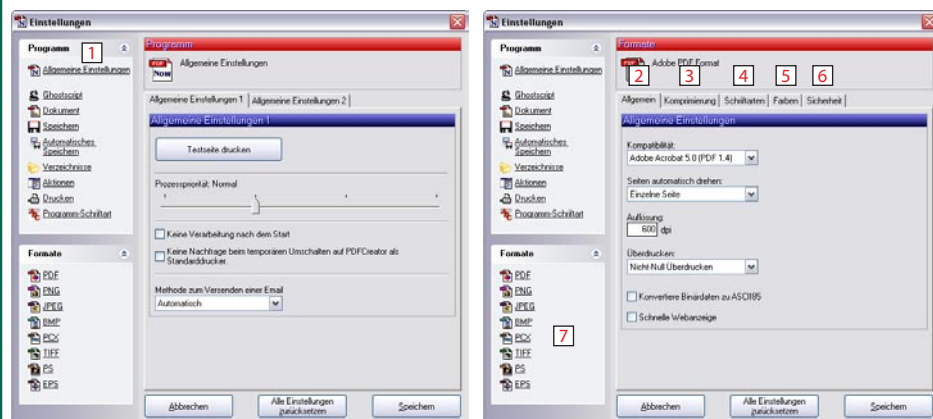 Einstellungen
Programm
1
Allgemeine Einstellungen
Ghostscript
Dokument
Speichern
Automatisches
Speichern
Verzeichnisse
Aktionen
Drucken
Programm-Schriftart
Formate
PDF
PNG
JPEG
BMP
PCX
TIFF
PS
EPS
Programm
PDF
Now
Allgemeine Einstellungen
Allgemeine Einstellungen 1
Allgemeine Einstellungen 2
Allgemeine Einstellungen 1
Testseite drucken
Prozesspriorität: Normal
Keine Verarbeitung nach dem Start
Keine Nachfrage beim temporären Umschalten auf PDFCreator als
Standarddrucker.
Methode zum Versenden einer Email
Automatisch
Abbrechen
Alle Einstellungen
zurücksetzen
Speichern
Einstellungen
Programm
Allgemeine Einstellungen
Ghostscript
Dokument
Speichern
Automatisches
Speichern
Verzeichnisse
Aktionen
Drucken
Programm-Schriftart
Formate
PDF
PNG
JPEG
BMP
PCX
TIFF
PS
EPS
7
Formate
PDF
Adobe PDF Format
2 3 4 5 6
Allgemein Komprimierung Schriftarten Farben Sicherheit
Allgemeine Einstellungen
Kompatibilität:
Adobe Acrobat 5.0 (PDF 1.4)
Seiten automatisch drehen:
Einzelne Seite
Auflösung:
600 dpi
Überdrucken:
Nicht-Null Überdrucken
Konvertiere Binärdaten zu ASCII85
Schnelle Webanzeige
Abbrechen
Alle Einstellungen
zurücksetzen
Speichern